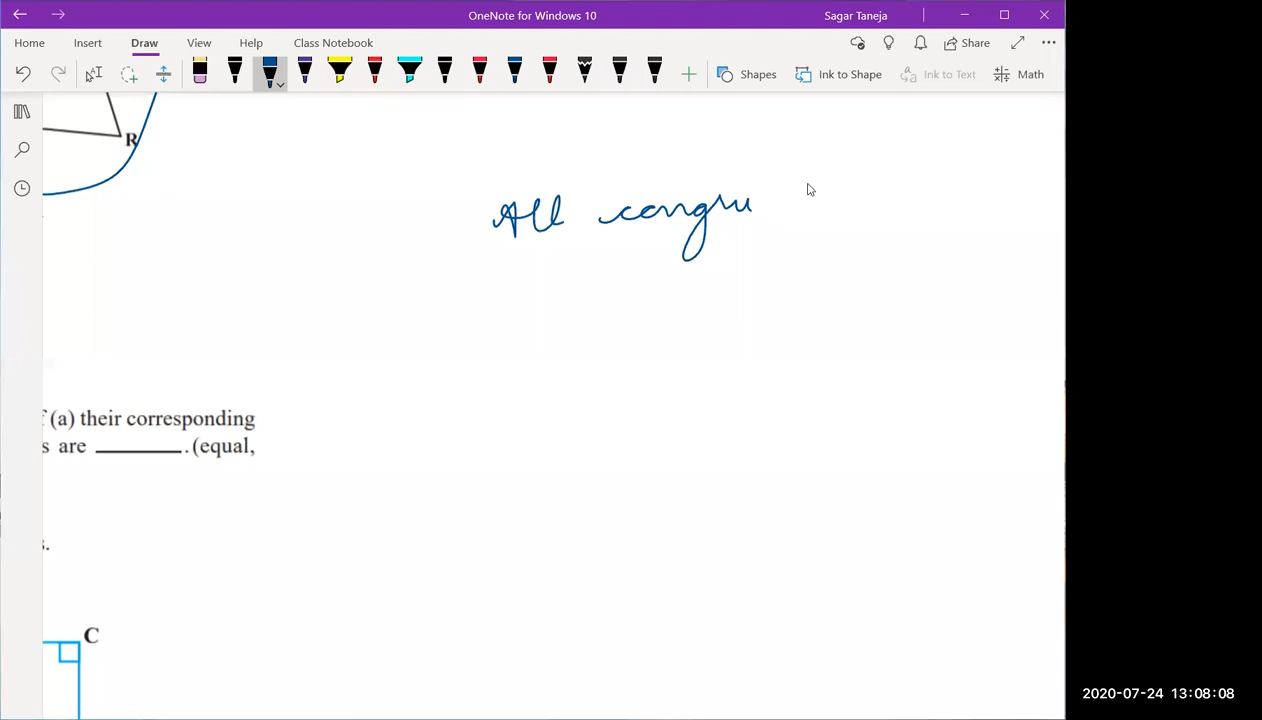 OneNote for Windows 10
Sagar Taneja
Home Insert Draw View Help Class Notebook
Share
Shapes Ink to Shape Ink to Text Math
R
All congru
f (a) their corresponding
s are ________. (equal,
s.
C
2020-07-24 13:08:08